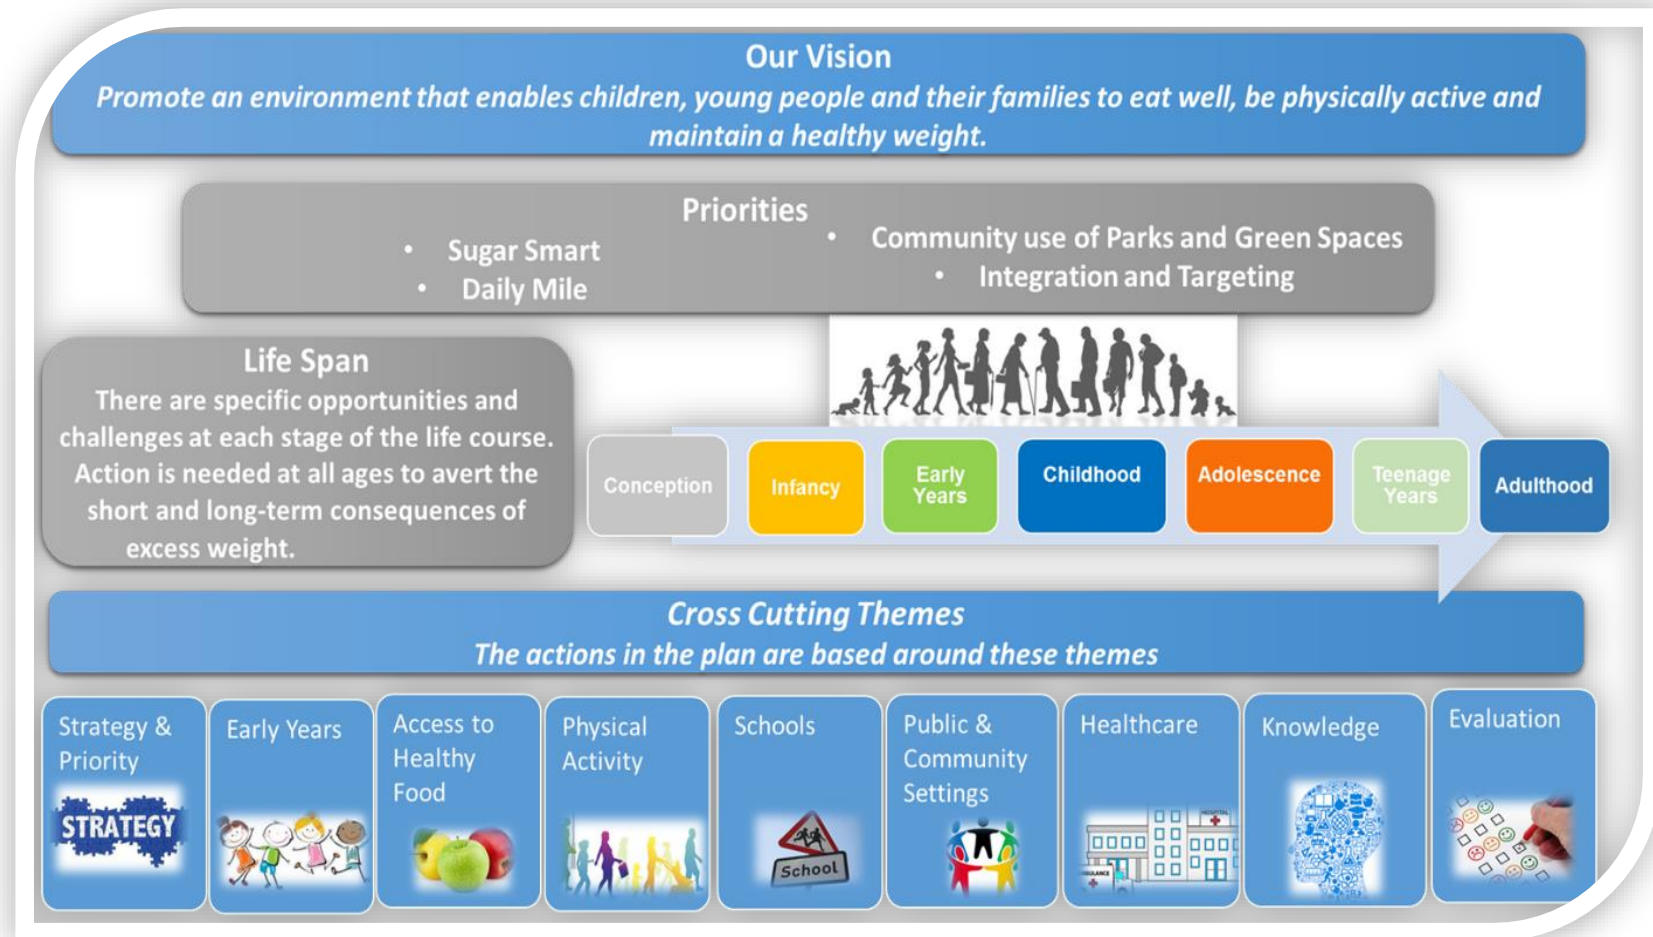 Our Vision
Promote an environment that enables children, young people and their families to eat well, be physically active and
maintain a healthy weight.
Priorities
• Sugar Smart
• Daily Mile
• Community use of Parks and Green Spaces
• Integration and Targeting
Life Span
There are specific opportunities and
challenges at each stage of the life course.
Action is needed at all ages to avert the
short and long-term consequences of
excess weight.
Conception
Infancy
Early
Years
Childhood
Adolescence
Teenage
Years
Adulthood
Cross Cutting Themes
The actions in the plan are based around these themes
Strategy &
Priority
STRATEGY
Early Years
Access to
Healthy
Food
Physical
Activity
Schools
School
Public &
Community
Settings
Healthcare
HOSPITAL
AMBULANCE
Knowledge
Evaluation